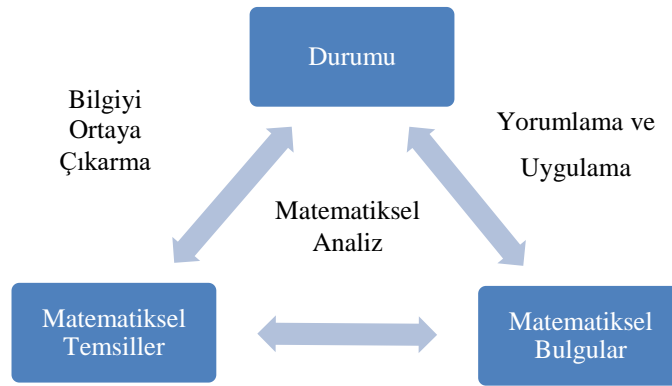 Durumu
Bilgiyi
Ortaya
Çıkarma
Yorumlama ve
Uygulama
Matematiksel
Analiz
Matematiksel
Temsiller
Matematiksel
Bulgular